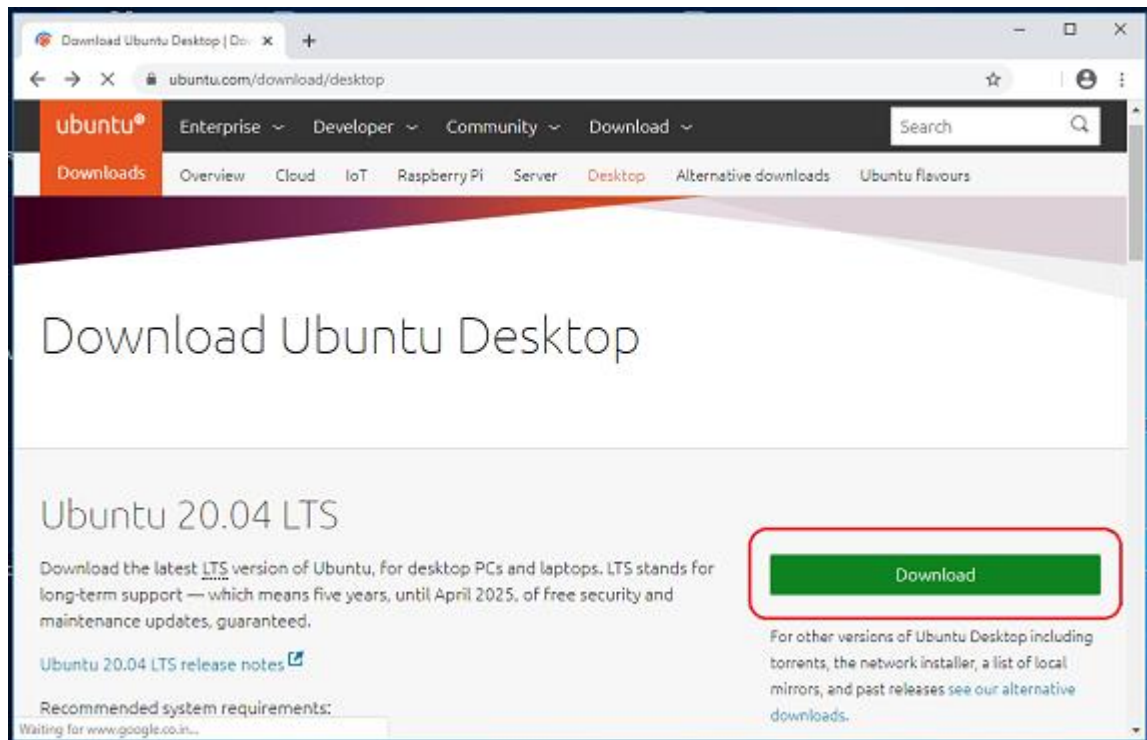 Download Ubuntu Desktop | Do
ubuntu.com/download/desktop
ubuntu® Enterprise Developer Community Download Search
Downloads Overview Cloud IoT Raspberry Pi Server Desktop Alternative downloads Ubuntu flavours
Download Ubuntu Desktop
Ubuntu 20.04 LTS
Download the latest LTS version of Ubuntu, for desktop PCs and laptops. LTS stands for
long-term support — which means five years, until April 2025, of free security and
maintenance updates, guaranteed.
Ubuntu 20.04 LTS release notes
Recommended system requirements:
Download
For other versions of Ubuntu Desktop including
torrents, the network installer, a list of local
mirrors, and past releases see our alternative
downloads.
Waiting for www.google.co.in...